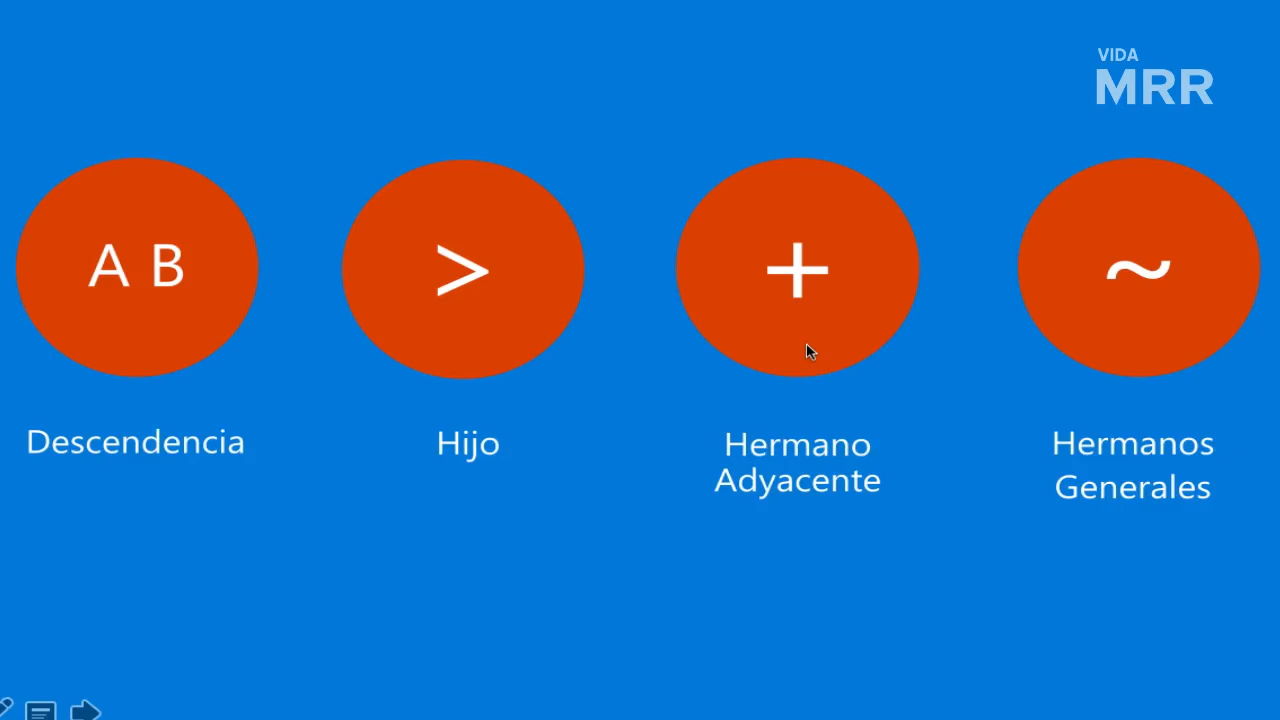 VIDA
MRR
A B
>
+
~
Descendencia
Hijo
Hermano
Adyacente
Hermanos
Generales